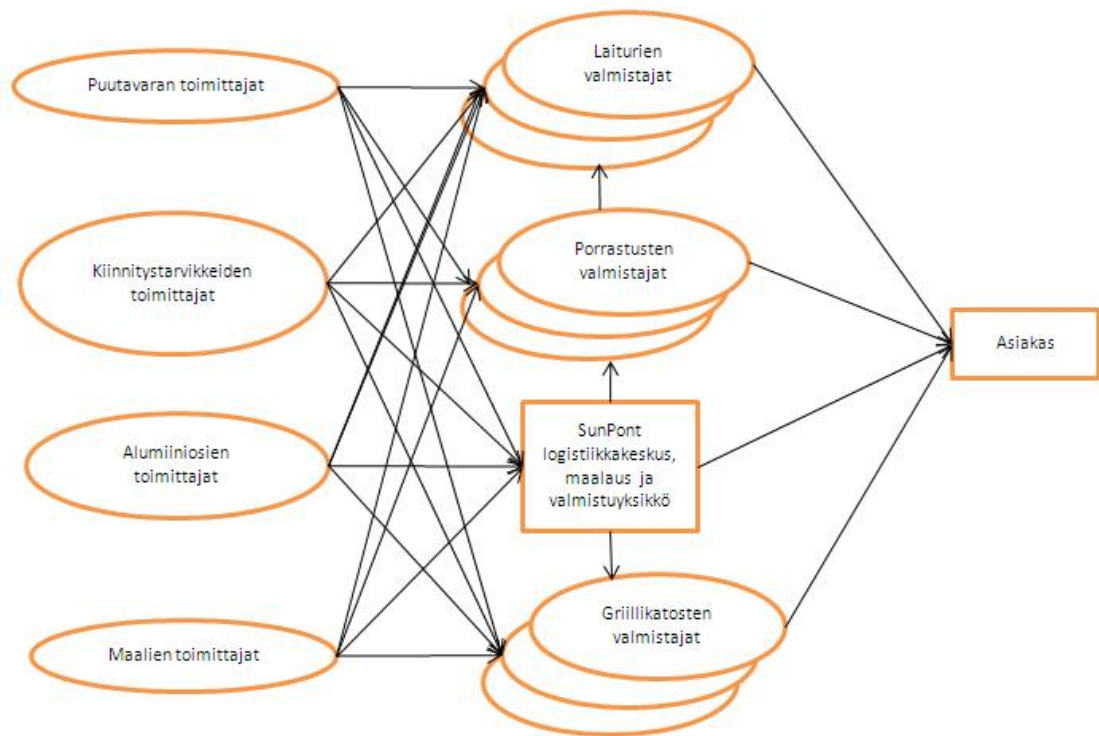 Puutavaran toimittajat
Kiinnitystarvikkeiden
toimittajat
Alumiiniosien
toimittajat
Maalien toimittajat
Laiturien
valmistajat
Porrastusten
valmistajat
SunPont
logistiikkakeskus,
maalaus ja
valmistuyksikkö
Griillikatosten
valmistajat
Asiakas